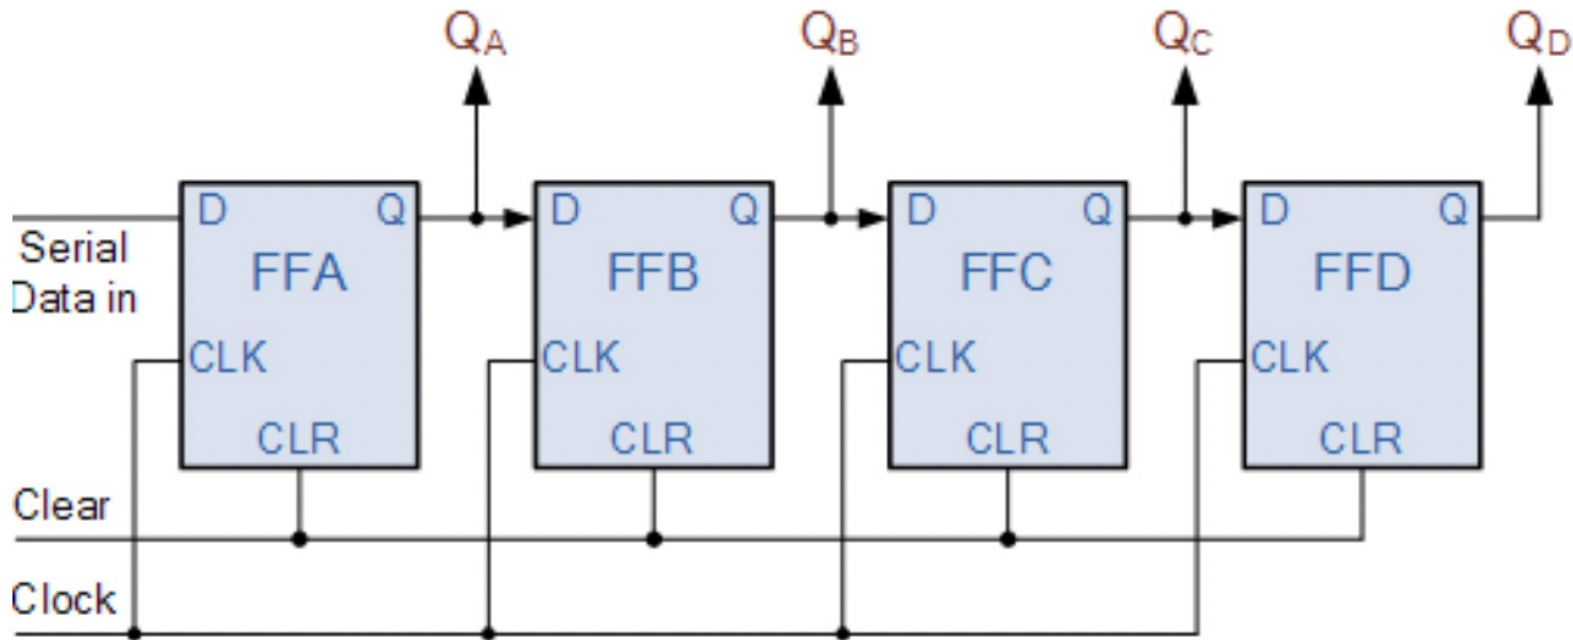 QA QB QC QD
D Q D Q D Q D Q
Serial
Data in
FFA FFB FFC FFD
CLK CLK CLK CLK
CLR CLR CLR CLR
Clear
Clock